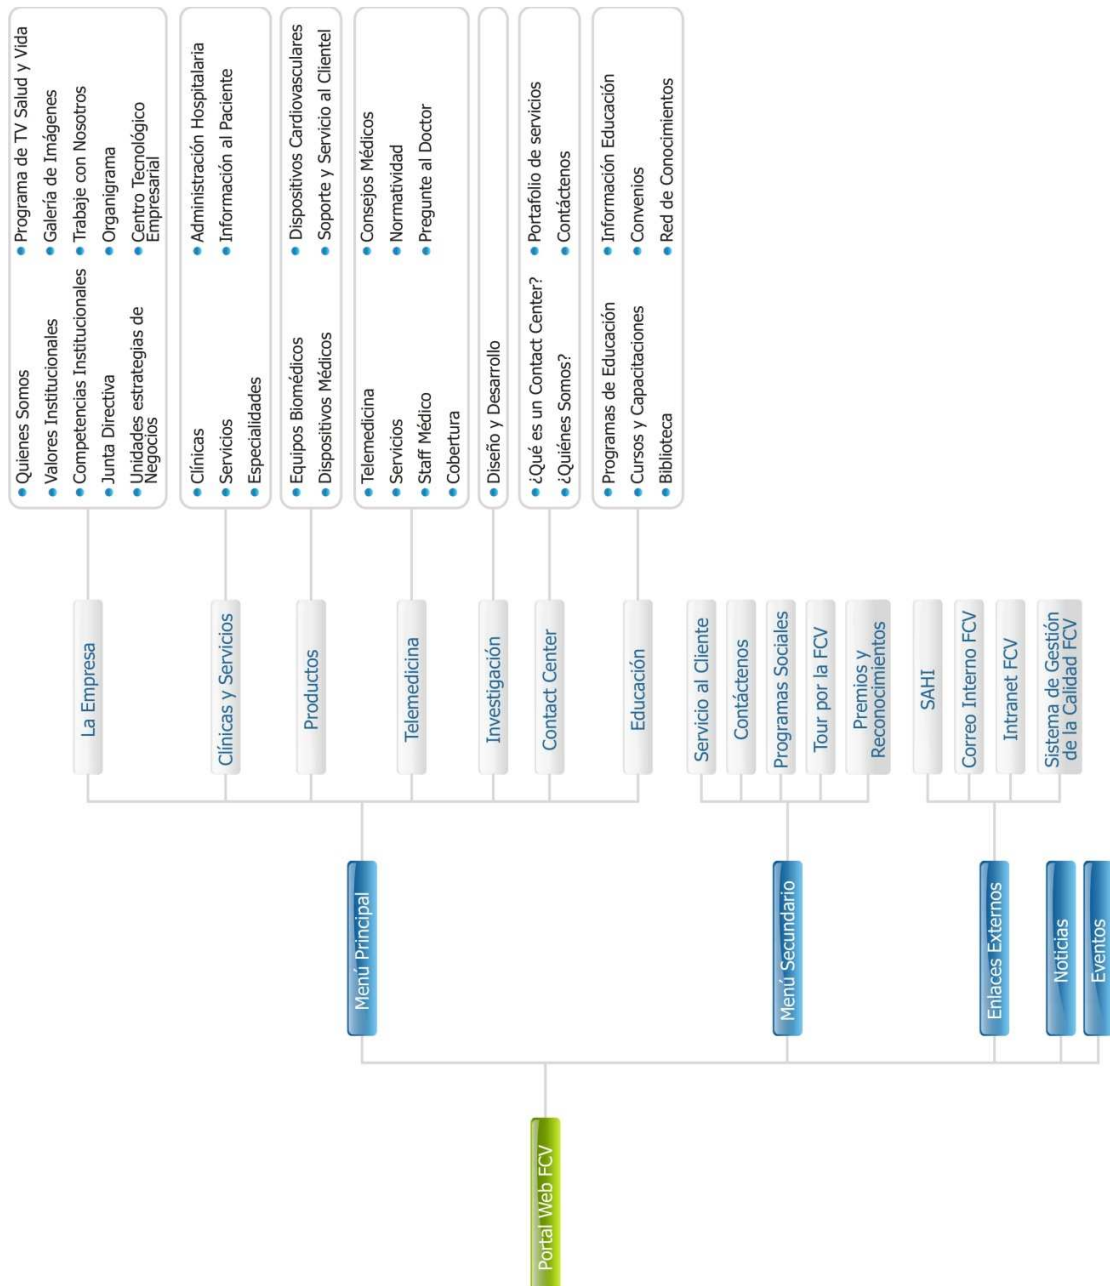 Portal Web FCV
Menú Principal
La Empresa
Quienes Somos
Valores Institucionales
Competencias Institucionales
Junta Directiva
Unidades estrategias de
Negocios
Programa de TV Salud y Vida
Galería de Imágenes
Trabaje con Nosotros
Organigrama
Centro Tecnológico
Empresarial
Clínicas y Servicios
Clínicas
Servicios
Especialidades
Administración Hospitalaria
Información al Paciente
Productos
Equipos Biomédicos
Dispositivos Médicos
Dispositivos Cardiovasculares
Soporte y Servicio al Clientel
Telemedicina
Telemedicina
Servicios
Staff Médico
Cobertura
Consejos Médicos
Normatividad
Pregunte al Doctor
Investigación
Diseño y Desarrollo
Contact Center
¿Qué es un Contact Center?
¿Quiénes Somos?
Portafolio de servicios
Contáctenos
Educación
Programas de Educación
Cursos y Capacitaciones
Biblioteca
Información Educación
Convenios
Red de Conocimientos
Menú Secundario
Servicio al Cliente
Contáctenos
Programas Sociales
Tour por la FCV
Premios y
Reconocimientos
Enlaces Externos
SAHI
Correo Interno FCV
Intranet FCV
Sistema de Gestión
de la Calidad FCV
Noticias
Eventos